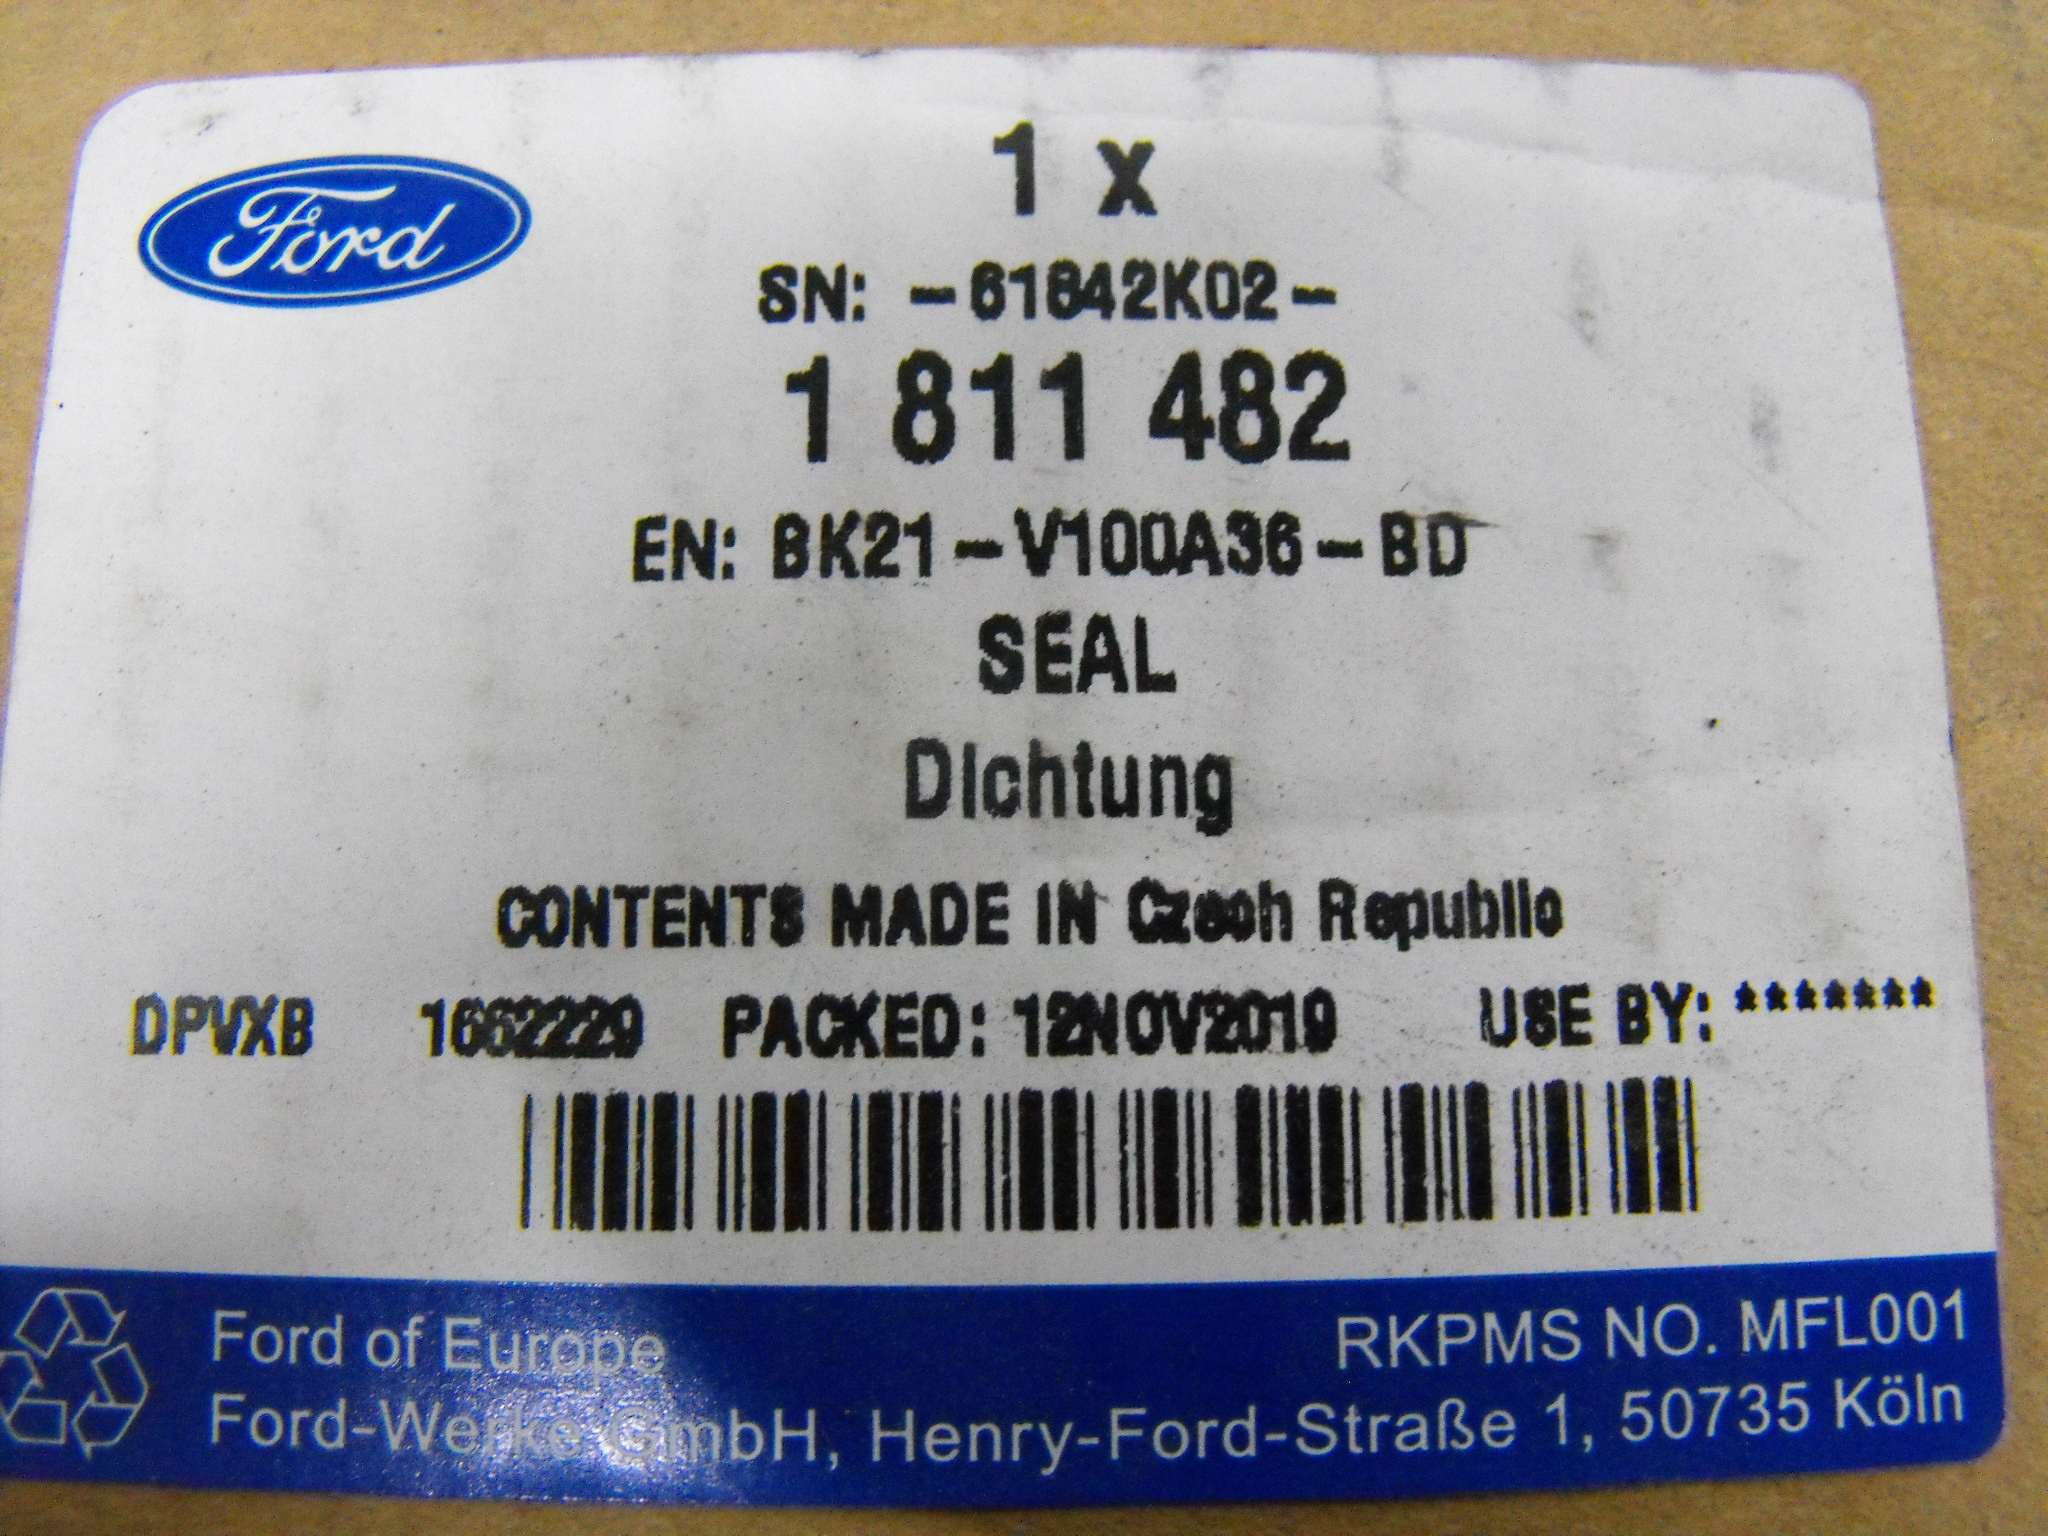 Ford
1 x
SN: -61842K02-
1 811 482
EN: BK21-V100A36-BD
SEAL
Dichtung
CONTENTS MADE IN Czech Republic
DPVXB 1662229 PACKED: 12NOV2019 USE BY: *******
Ford of Europe RKPMS NO. MFL001
Ford-Werke GmbH, Henry-Ford-Straße 1, 50735 Köln